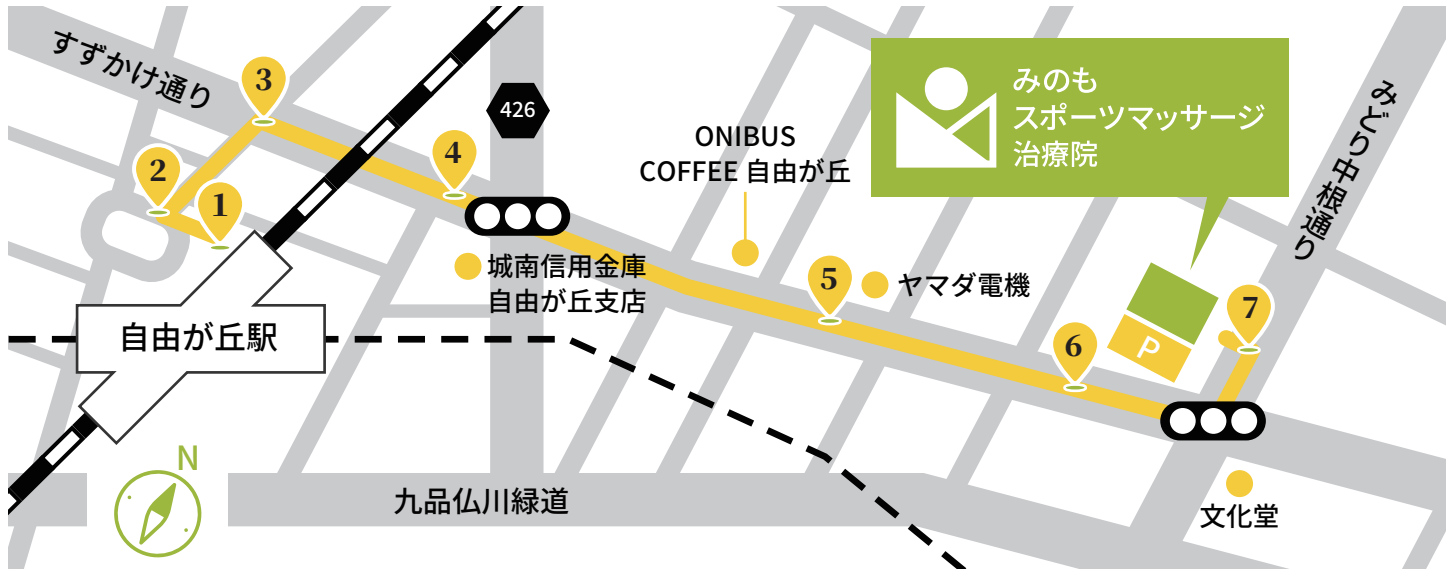 すずかけ通り
3
426
4
2
1
ONIBUS
COFFEE 自由が丘
みのも
スポーツマッサージ
治療院
みどり中根通り
城南信用金庫
自由が丘支店
5
ヤマダ電機
7
6
P
自由が丘駅
N
九品仏川緑道
文化堂